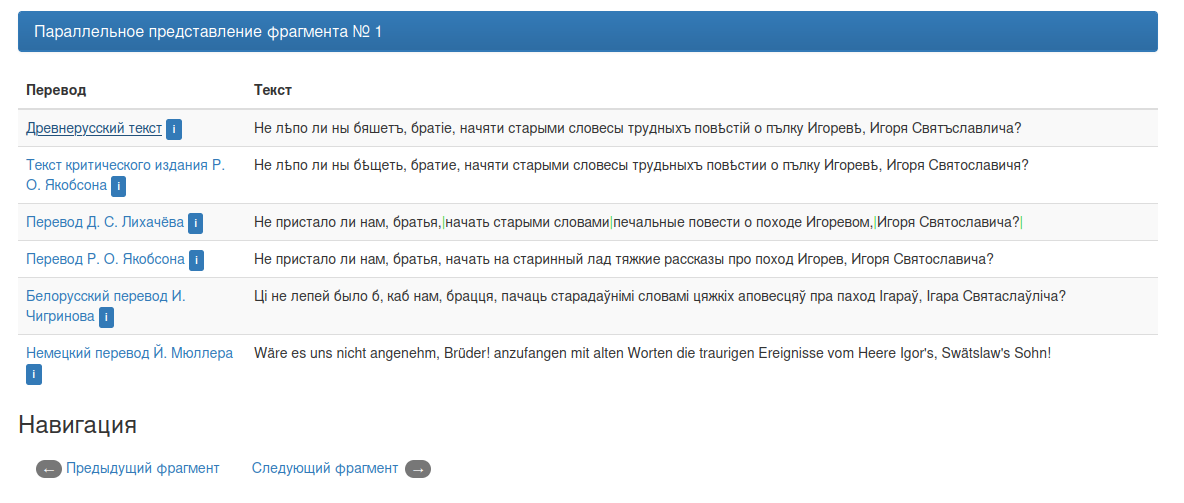 Параллельное представление фрагмента № 1
Перевод Текст
Древнерусский текст i Не лѣпо ли ны бяшетъ, братіе, начяти старыми словесы трудныхъ повѣстій о пълку Игоревѣ, Игоря Святъславлича?
Текст критического издания Р. О. Якобсона i Не лѣпо ли ны бѣщеть, братие, начяти старыми словесы трудьныхъ повѣстии о пълку Игоревѣ, Игоря Святославичя?
Перевод Д. С. Лихачёва i Не пристало ли нам, братья,|начать старыми словами|печальные повести о походе Игоревом,|Игоря Святославича?|
Перевод Р. О. Якобсона i Не пристало ли нам, братья, начать на старинный лад тяжкие рассказы про поход Игорев, Игоря Святославича?
Белорусский перевод И. Чигринова i Ці не лепей было б, каб нам, брацця, пачаць старадаўнімі словамі цяжкіх аповесцяў пра паход Ігараў, Ігара Святаслаўліча?
Немецкий перевод Й. Мюллера i Wäre es uns nicht angenehm, Brüder! anzufangen mit alten Worten die traurigen Ereignisse vom Heere Igor's, Swätslaw's Sohn!
Навигация
← Предыдущий фрагмент Следующий фрагмент →